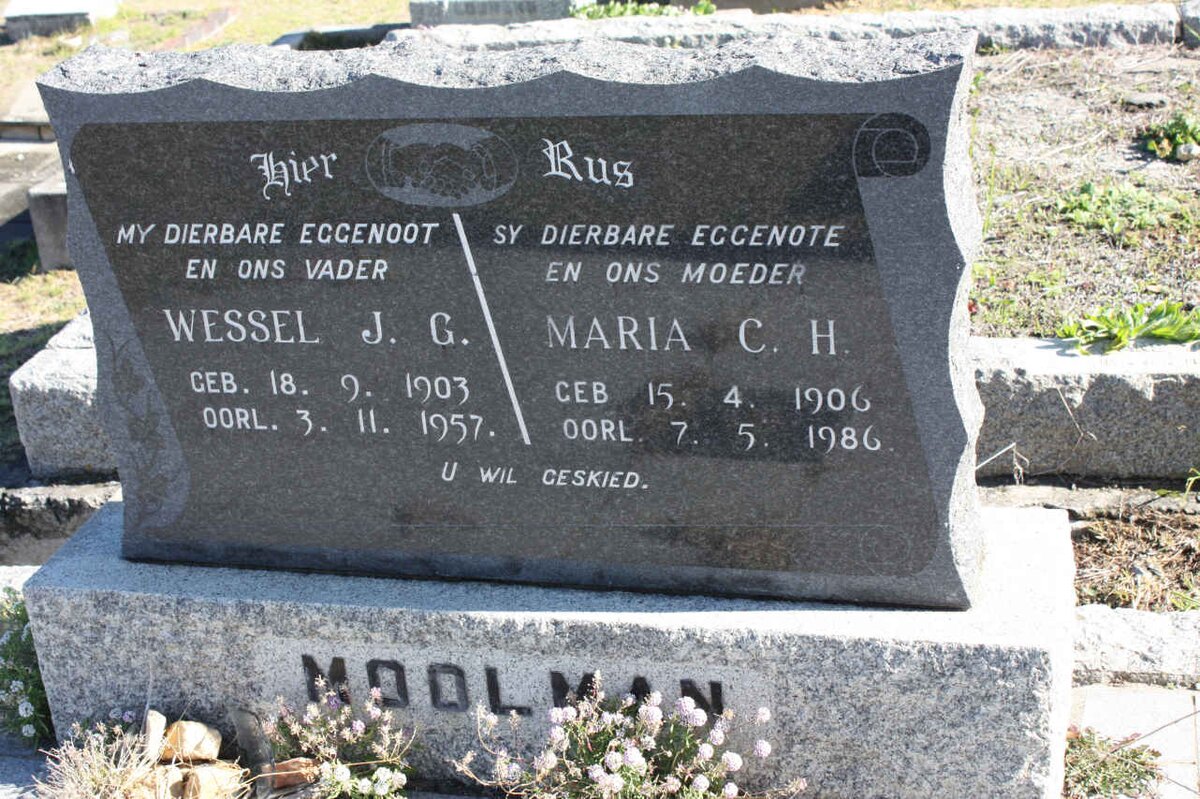 Hier Rus
MY DIERBARE EGGENOOT
EN ONS VADER
WESSEL J. G.
GEB. 18. 9. 1903
OORL. 3. 11. 1957.
SY DIERBARE EGGENOTE
EN ONS MOEDER
MARIA C. H.
GEB 15. 4. 1906
OORL. 7. 5. 1986.
U WIL GESKIED.
MOOLMAN